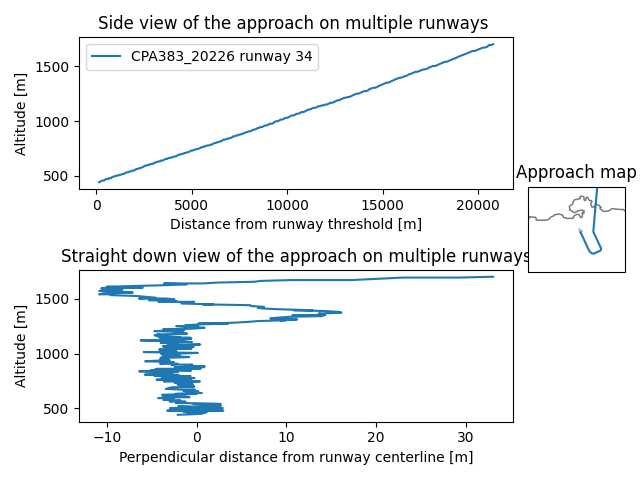 Side view of the approach on multiple runways
CPA383_20226 runway 34
Altitude [m]
1500
1000
500
0
5000
10000
15000
20000
Distance from runway threshold [m]
Approach map
Straight down view of the approach on multiple runways
Altitude [m]
1500
1000
500
−10
0
10
20
30
Perpendicular distance from runway centerline [m]